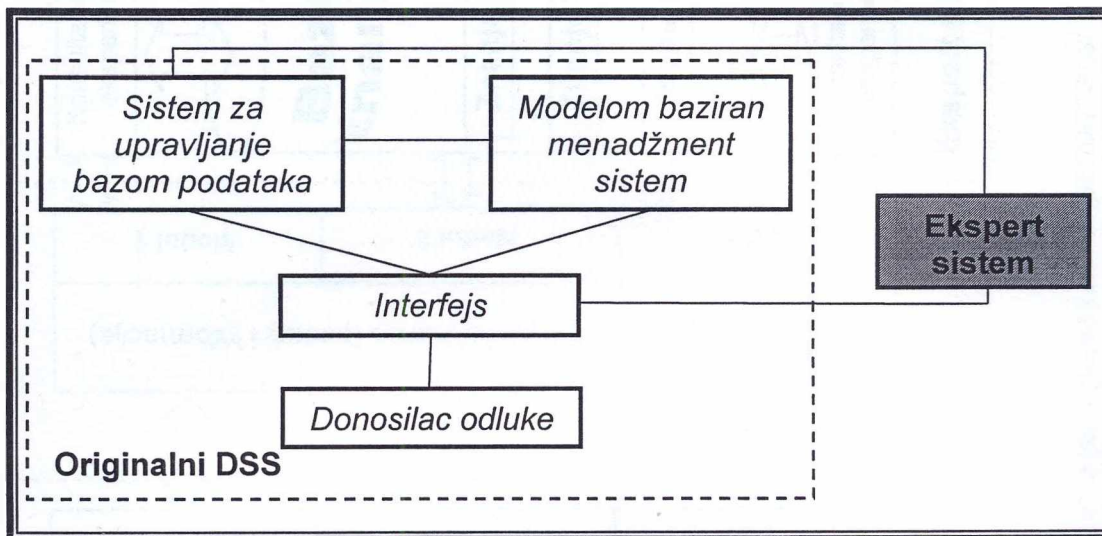 Sistem za
upravljanje
bazom podataka
Modelom baziran
menadžment
sistem
Ekspert
sistem
Interfejs
Donosilac odluke
Originalni DSS